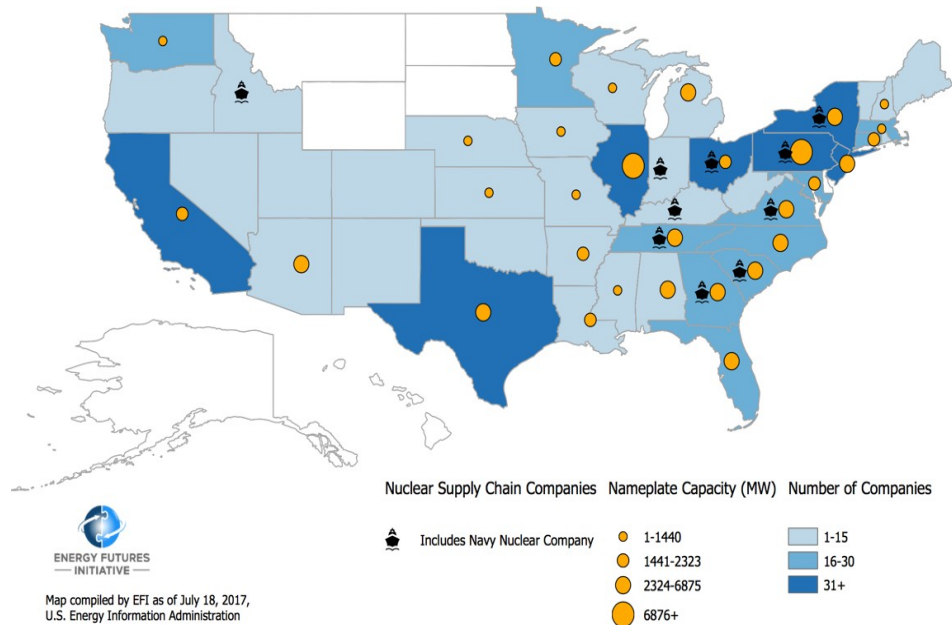 Nuclear Supply Chain Companies
Includes Navy Nuclear Company
Nameplate Capacity (MW)
1-1440
1441-2323
2324-6875
6876+
Number of Companies
1-15
16-30
31+
ENERGY FUTURES
INITIATIVE
Map compiled by EFI as of July 18, 2017,
U.S. Energy Information Administration